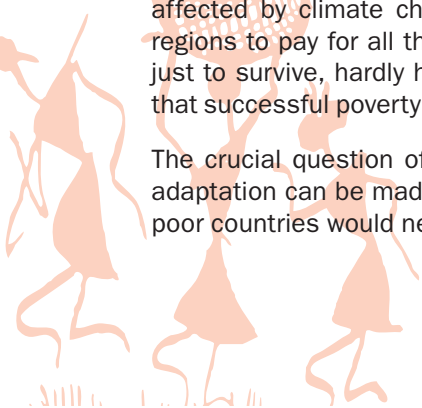 affected by climate ch
regions to pay for all th
just to survive, hardly h
that successful poverty
The crucial question of
adaptation can be mad
poor countries would ne